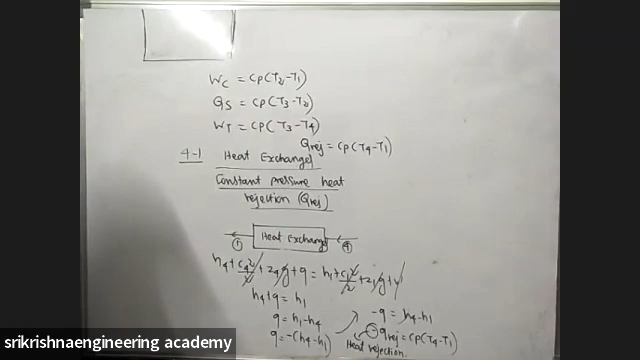 Wc = Cp(T2-T1)
Qs = Cp(T3-T2)
WT = Cp(T3-T4)
Qrej = Cp(T4-T1)
4-1 Heat Exchanger
Constant pressure heat
rejection (Qrej)
① Heat Exchanger ④
h4 + C4²/2 + Z4g + q = h1 + C1²/2 + Z1g + w
h4+q = h1
q = h1-h4
q = -(h4-h1)
-q = h4-h1
- qrej = Cp(T4-T1)
Heat rejection.
srikrishnaengineering academy